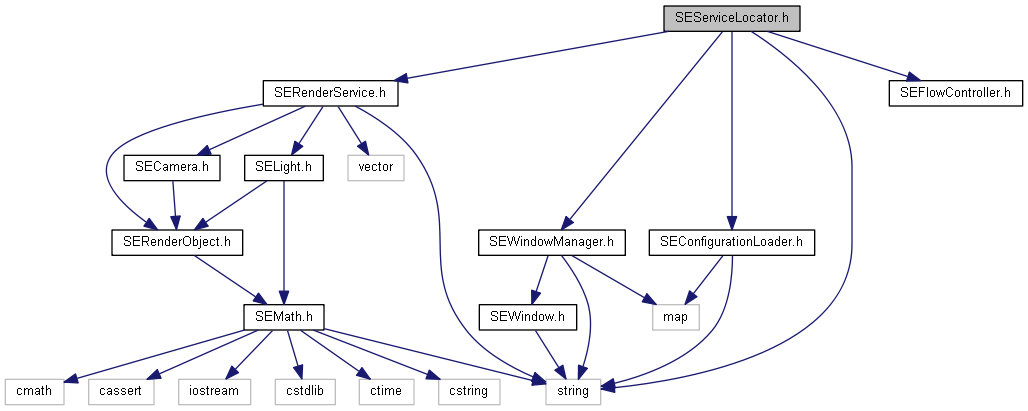 SEServiceLocator.h
SERenderService.h
SEFlowController.h
SECamera.h
SELight.h
vector
SERenderObject.h
SEWindowManager.h
SEConfigurationLoader.h
SEMath.h
SEWindow.h
map
cmath
cassert
iostream
cstdlib
ctime
cstring
string